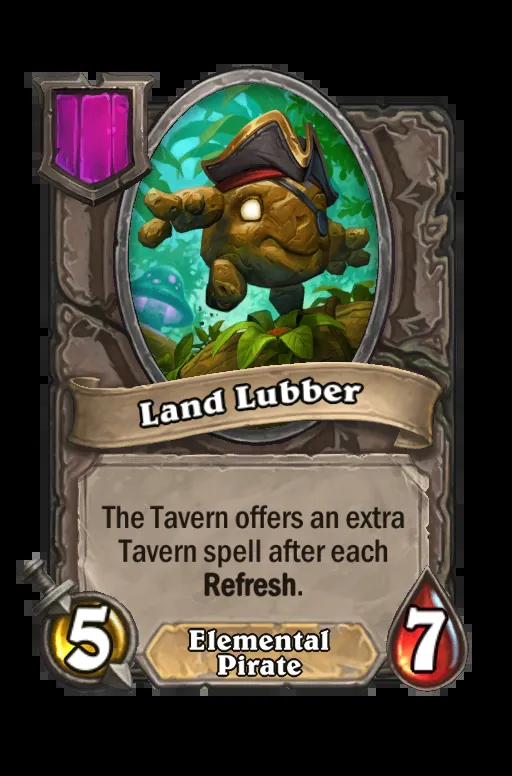 Land Lubber
The Tavern offers an extra
Tavern spell after each
Refresh.
5
Elemental
Pirate
7